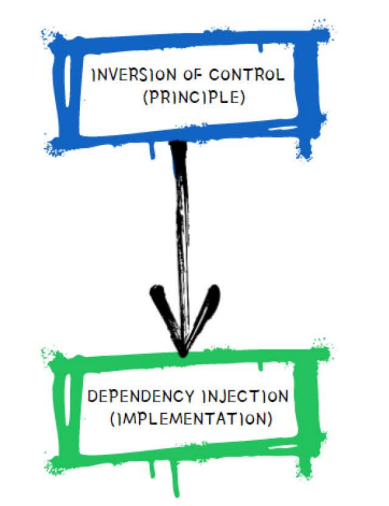 INVERSION OF CONTROL
(PRINCIPLE)
DEPENDENCY INJECTION
(IMPLEMENTATION)